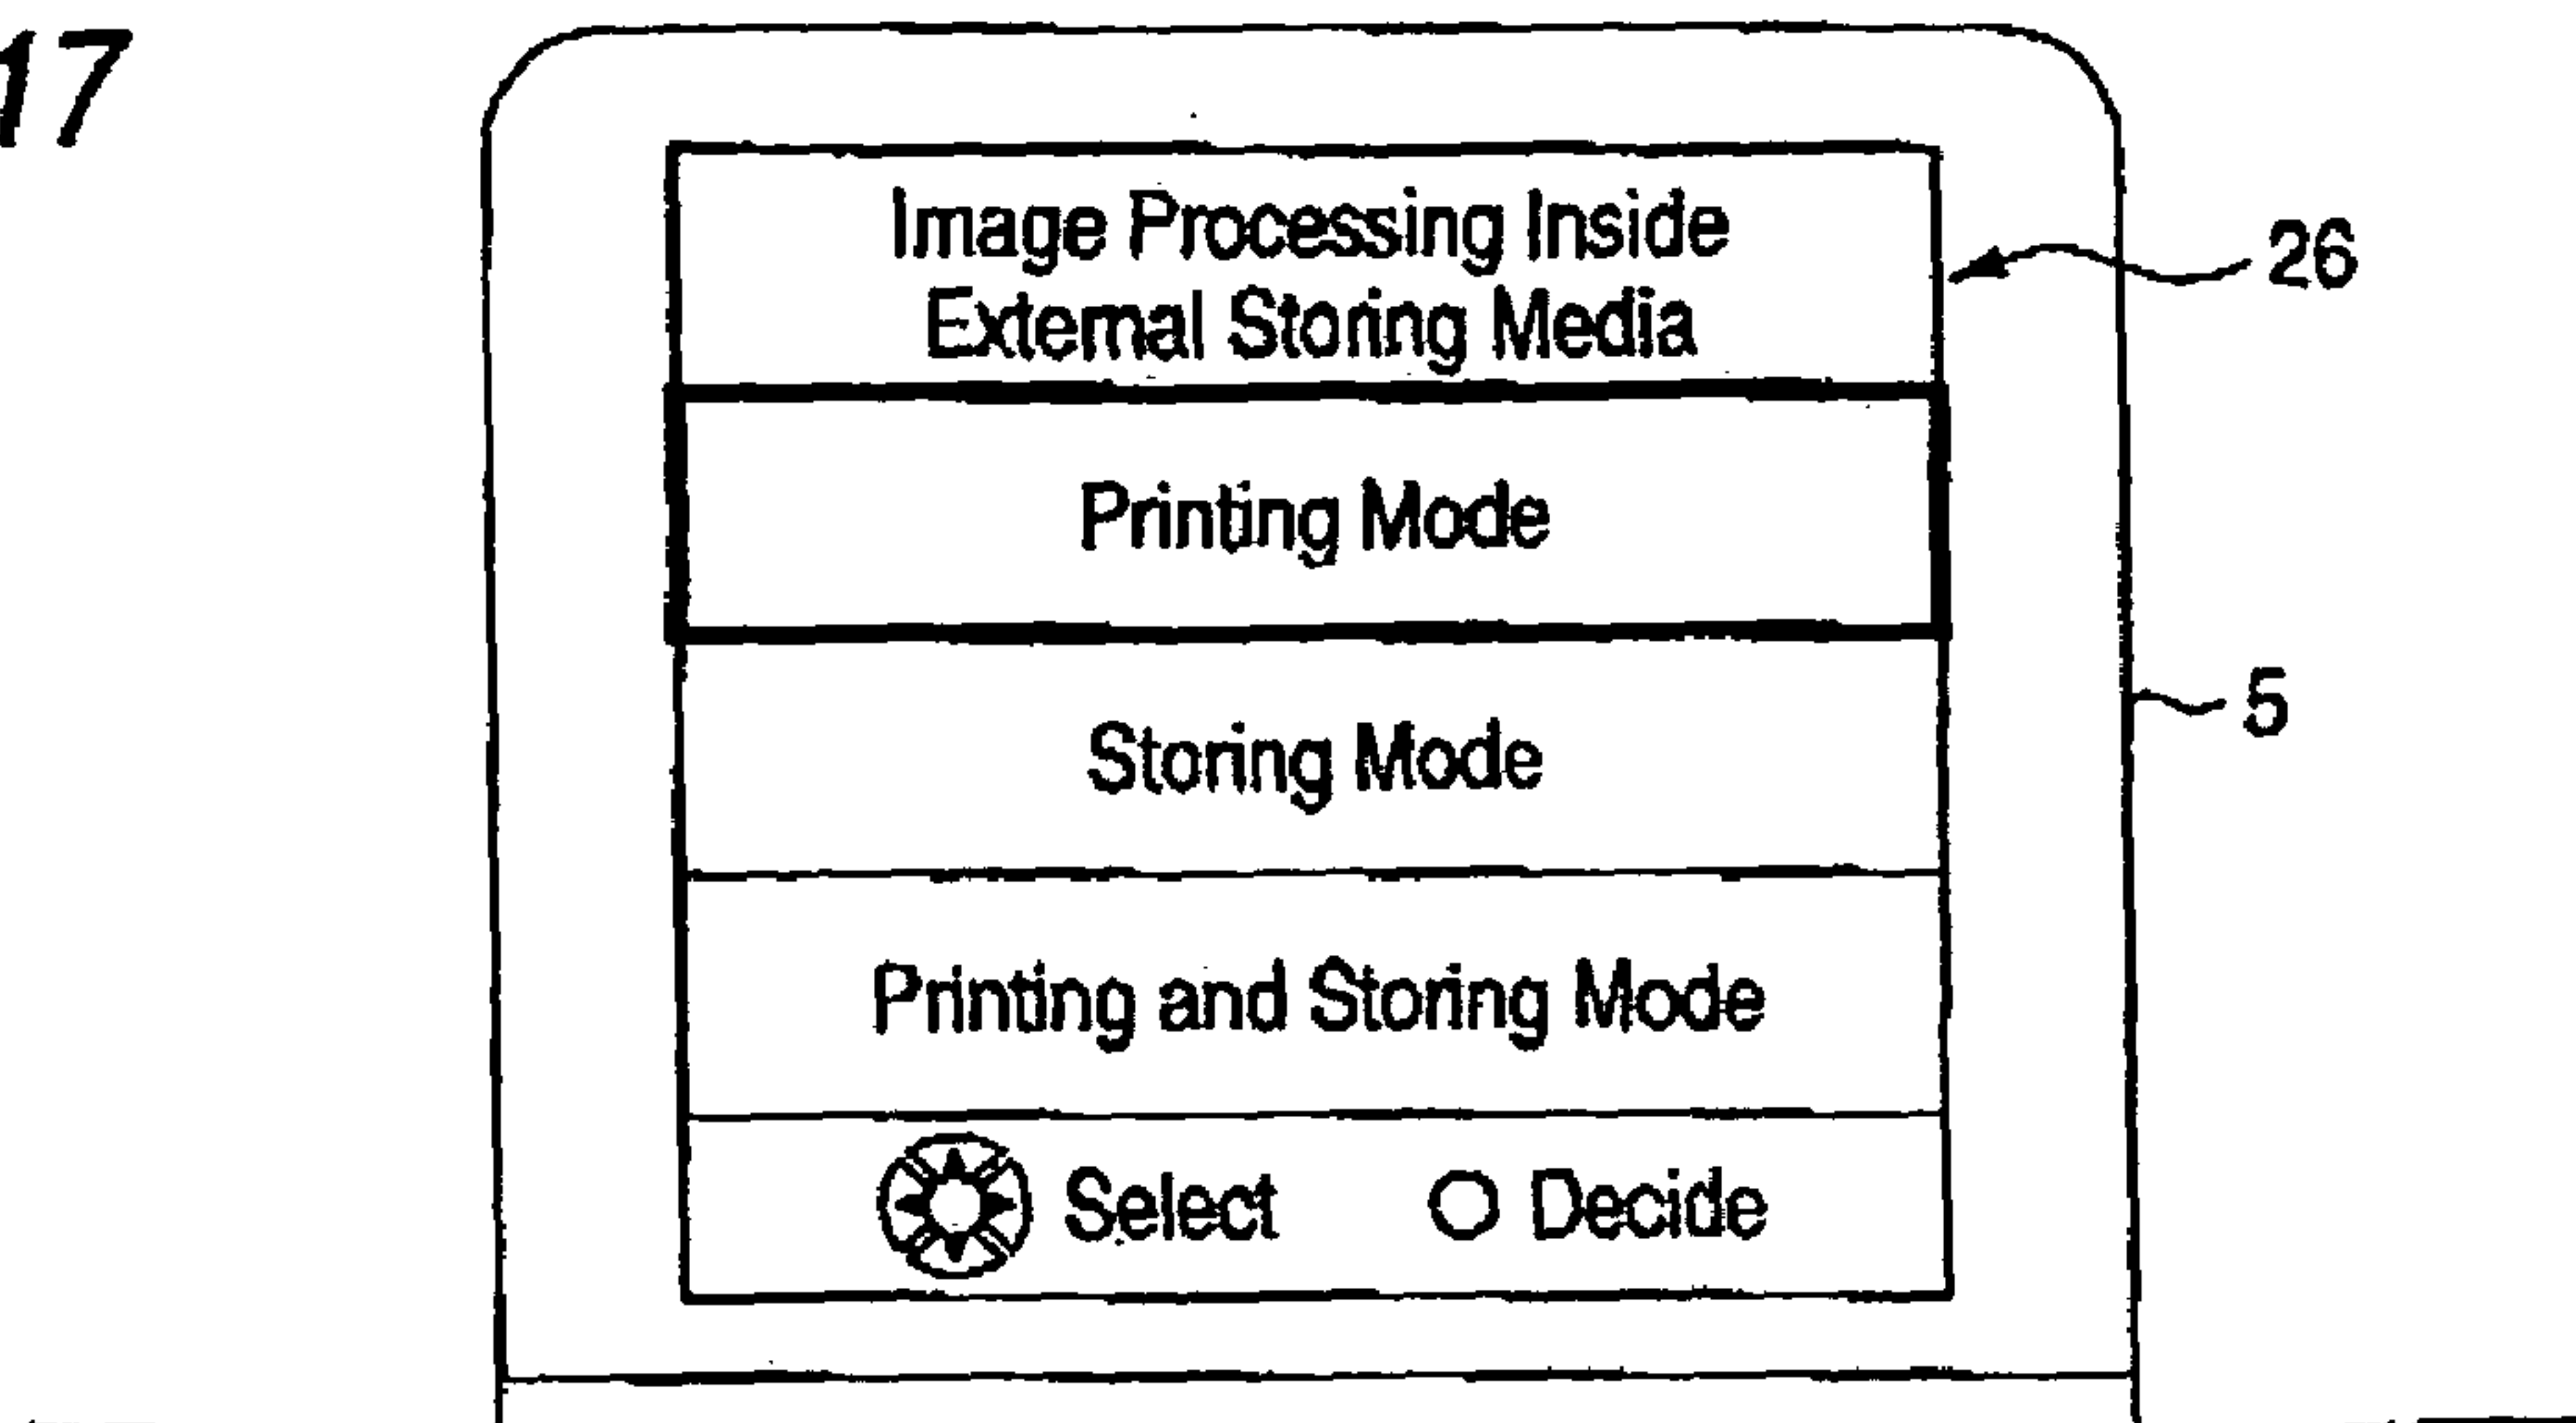 17
Image Processing Inside
External Storing Media
26
Printing Mode
5
Storing Mode
Printing and Storing Mode
Select Decide